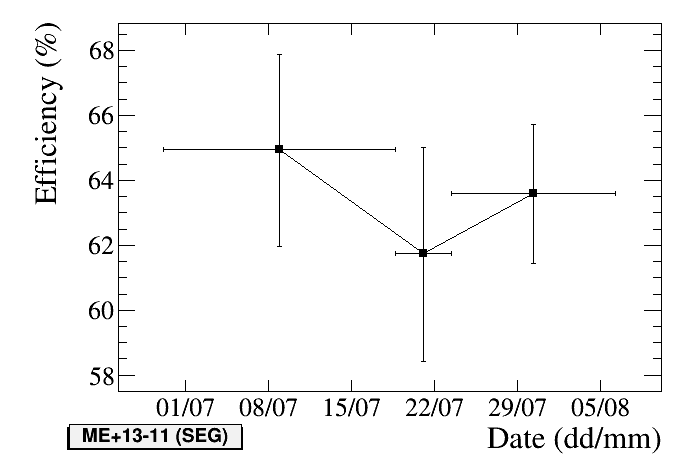 Efficiency (%)
68
66
64
62
60
58
01/07 08/07 15/07 22/07 29/07 05/08
Date (dd/mm)
ME+13-11 (SEG)